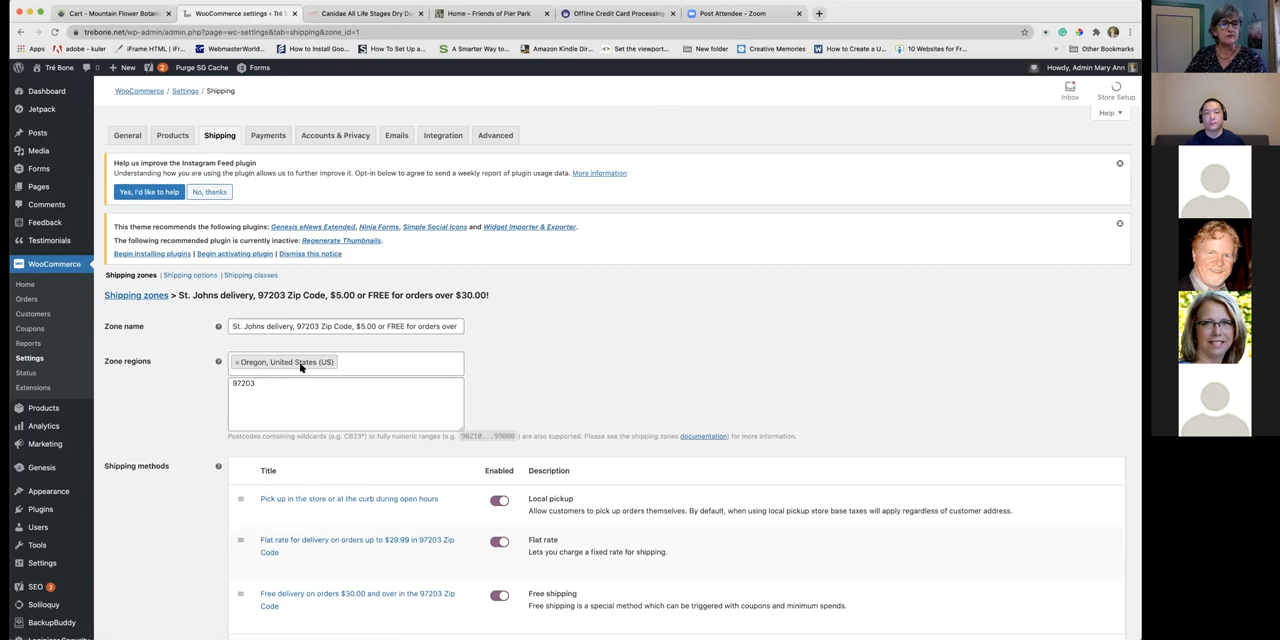 Cart - Mountain Flower Botani
WooCommerce settings ‹ Tré B
Canidae All Life Stages Dry Do
Home – Friends of Pier Park
Offline Credit Card Processing
Post Attendee - Zoom
trebone.net/wp-admin/admin.php?page=wc-settings&tab=shipping&zone_id=1
Apps
adobe - kuler
iFrame HTML | iFr...
WebmasterWorld...
How to Install Goo...
How To Set Up a...
A Smarter Way to...
Amazon Kindle Dir...
Set the viewport...
New folder
Creative Memories
How to Create a U...
10 Websites for Fr...
Other Bookmarks
Tré Bone
0
New
2
Purge SG Cache
Forms
Howdy, Admin Mary Ann
Dashboard
Jetpack
Posts
Media
Forms
Pages
Comments
Feedback
Testimonials
WooCommerce
Home
Orders
Customers
Coupons
Reports
Settings
Status
Extensions
Products
Analytics
Marketing
Genesis
Appearance
Plugins
Users
Tools
Settings
SEO 2
Soliloquy
BackupBuddy
WooCommerce / Settings / Shipping
Inbox
Store Setup
Help
General
Products
Shipping
Payments
Accounts & Privacy
Emails
Integration
Advanced
Help us improve the Instagram Feed plugin
Understanding how you are using the plugin allows us to further improve it. Opt-in below to agree to send a weekly report of plugin usage data. More information
Yes, I'd like to help
No, thanks
This theme recommends the following plugins: Genesis eNews Extended, Ninja Forms, Simple Social Icons and Widget Importer & Exporter.
The following recommended plugin is currently inactive: Regenerate Thumbnails.
Begin installing plugins | Begin activating plugin | Dismiss this notice
Shipping zones | Shipping options | Shipping classes
Shipping zones > St. Johns delivery, 97203 Zip Code, $5.00 or FREE for orders over $30.00!
Zone name
St. Johns delivery, 97203 Zip Code, $5.00 or FREE for orders over
Zone regions
× Oregon, United States (US)
97203
Postcodes containing wildcards (e.g. CB23*) or fully numeric ranges (e.g. 90210...99000 ) are also supported. Please see the shipping zones documentation) for more information.
Shipping methods
Title
Enabled
Description
Pick up in the store or at the curb during open hours
Local pickup
Allow customers to pick up orders themselves. By default, when using local pickup store base taxes will apply regardless of customer address.
Flat rate for delivery on orders up to $29.99 in 97203 Zip
Code
Flat rate
Lets you charge a fixed rate for shipping.
Free delivery on orders $30.00 and over in the 97203 Zip
Code
Free shipping
Free shipping is a special method which can be triggered with coupons and minimum spends.